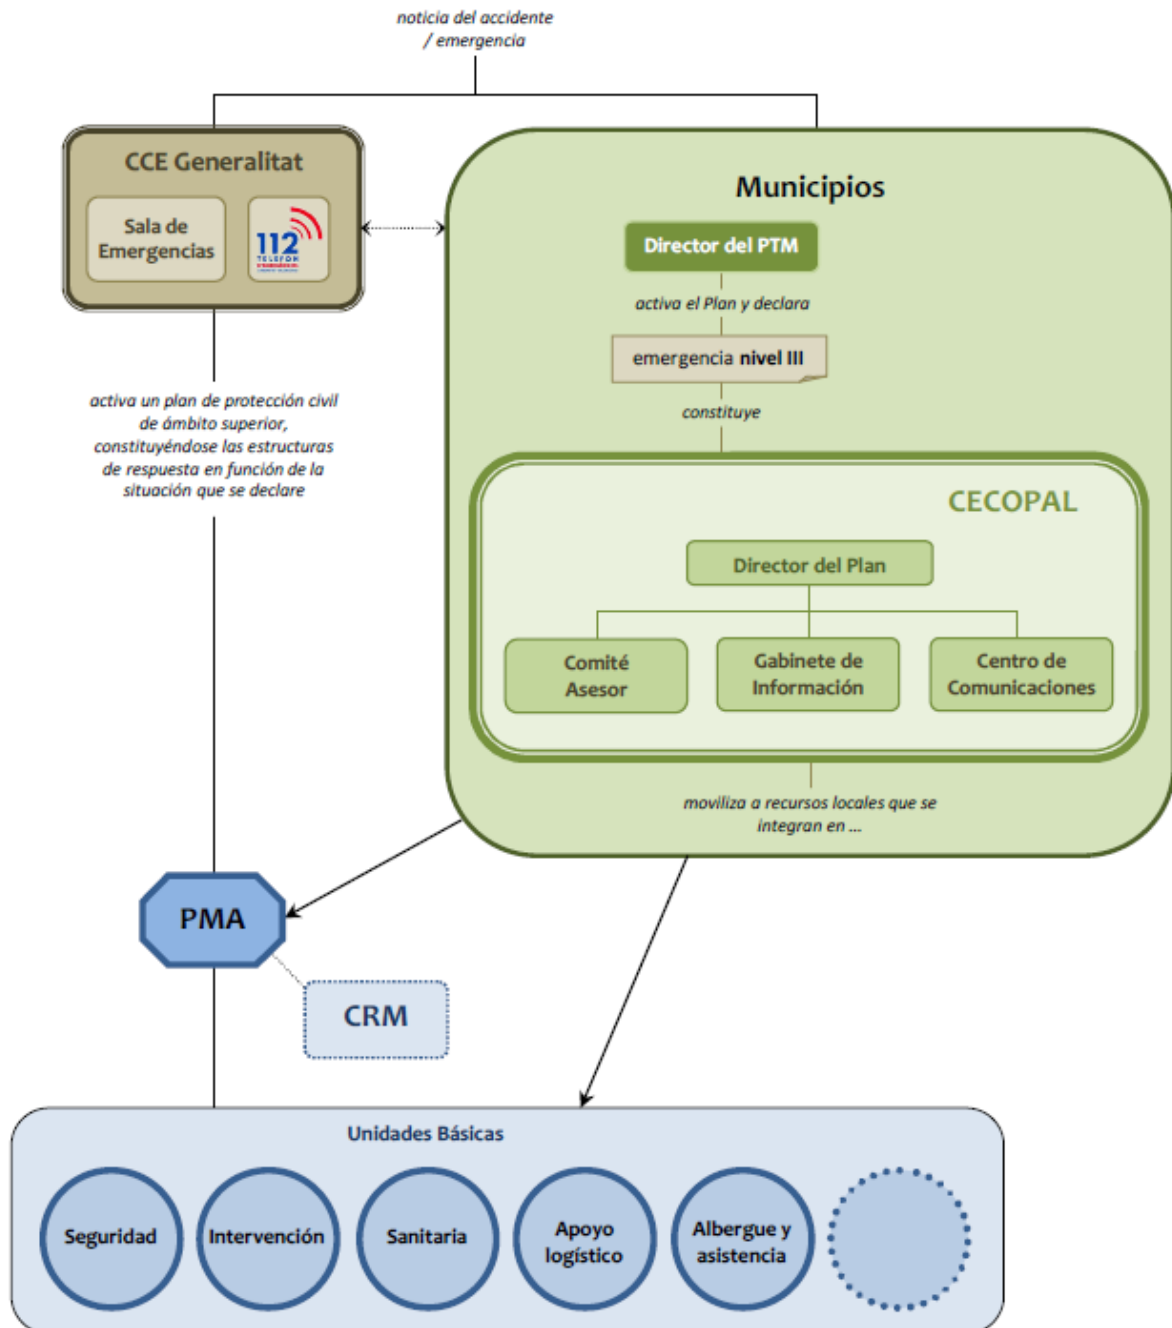 noticia del accidente
/ emergencia
CCE Generalitat
Sala de
Emergencias
112
TELÈFON
Municipios
Director del PTM
activa el Plan y declara
emergencia nivel III
constituye
activa un plan de protección civil
de ámbito superior,
constituyéndose las estructuras
de respuesta en función de la
situación que se declare
CECOPAL
Director del Plan
Comité
Asesor
Gabinete de
Información
Centro de
Comunicaciones
moviliza a recursos locales que se
integran en ...
PMA
CRM
Unidades Básicas
Seguridad
Intervención
Sanitaria
Apoyo
logístico
Albergue y
asistencia